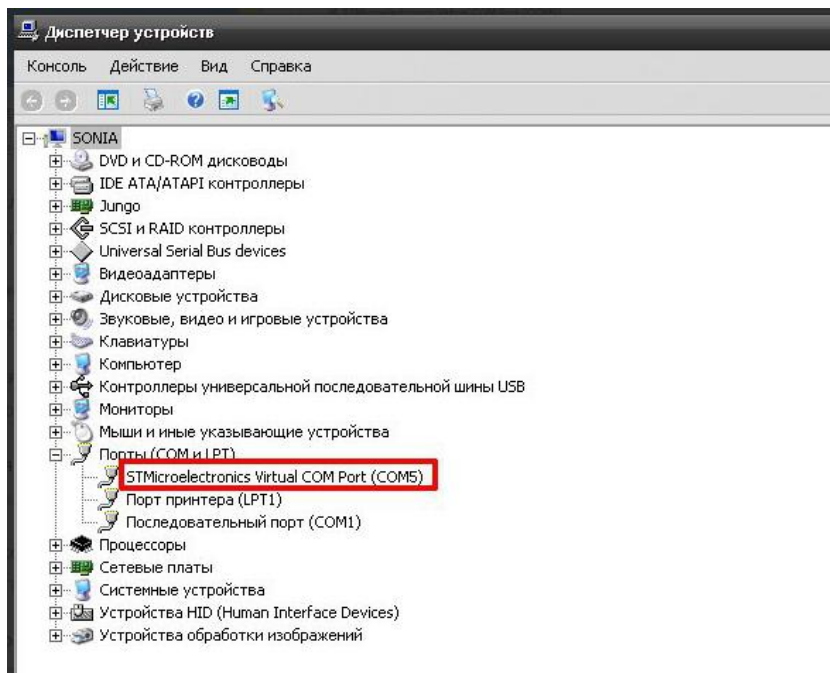 Диспетчер устройств
Консоль Действие Вид Справка
SONIA
DVD и CD-ROM дисководы
IDE ATA/ATAPI контроллеры
Jungo
SCSI и RAID контроллеры
Universal Serial Bus devices
Видеоадаптеры
Дисковые устройства
Звуковые, видео и игровые устройства
Клавиатуры
Компьютер
Контроллеры универсальной последовательной шины USB
Мониторы
Мыши и иные указывающие устройства
Порты (COM и LPT)
STMicroelectronics Virtual COM Port (COM5)
Порт принтера (LPT1)
Последовательный порт (COM1)
Процессоры
Сетевые платы
Системные устройства
Устройства HID (Human Interface Devices)
Устройства обработки изображений